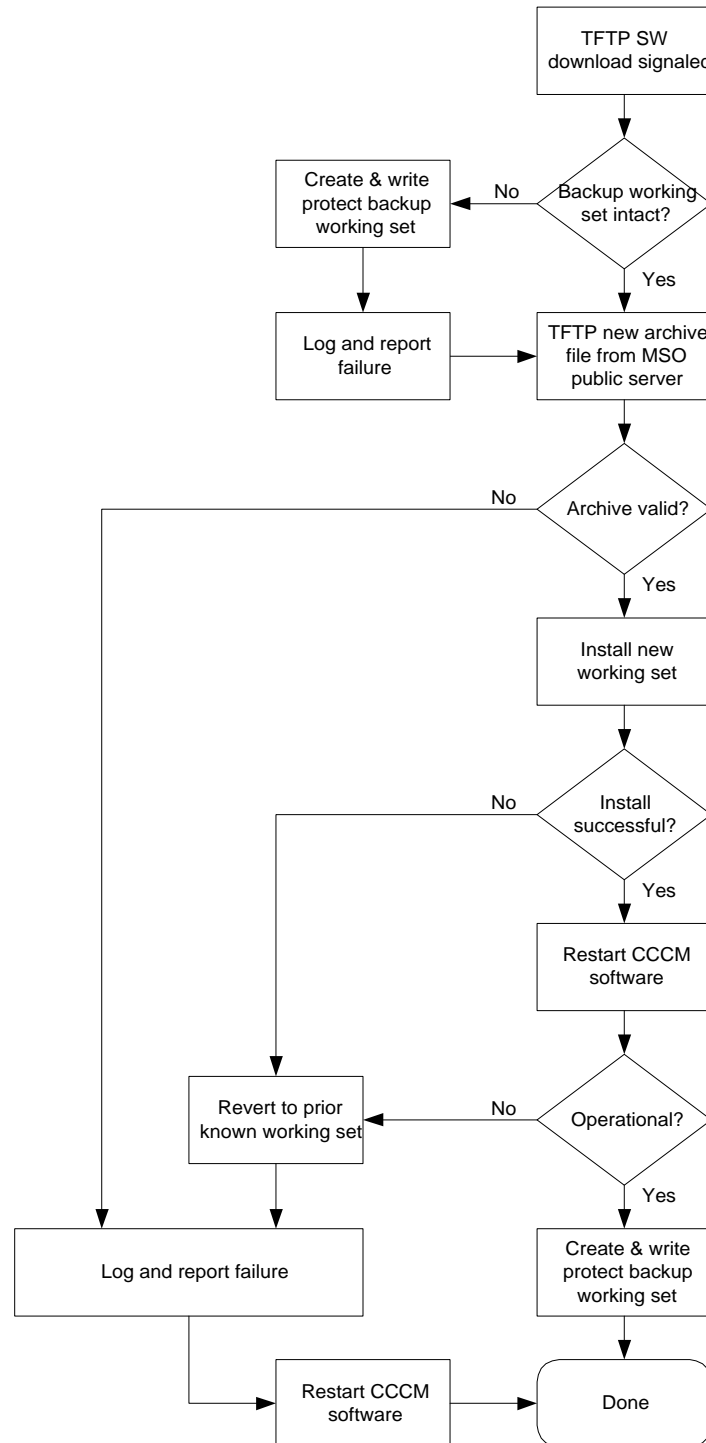 TFTP SW
download signaled
Backup working
set intact?
No
Create & write
protect backup
working set
Yes
Log and report
failure
TFTP new archive
file from MSO
public server
No
Archive valid?
Yes
Install new
working set
No
Install
successful?
Yes
Restart CCCM
software
Revert to prior
known working set
No
Operational?
Yes
Log and report failure
Create & write
protect backup
working set
Restart CCCM
software
Done